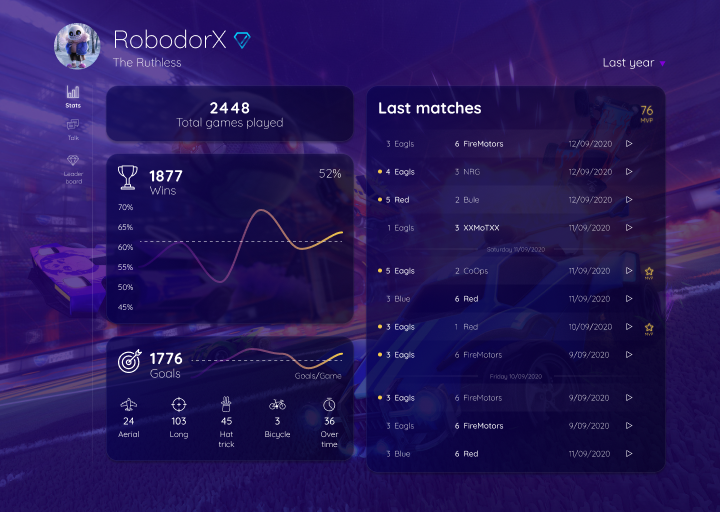 RobodorX
The Ruthless
Last year
Stats
Talk
Leader
board
2448
Total games played
1877
Wins
52%
70%
65%
60%
55%
50%
45%
1776
Goals
Goals/Game
24
Aerial
103
Long
45
Hat
trick
3
Bicycle
36
Over
time
Last matches
76
MVP
3 Eagls 6 FireMotors 12/09/2020
4 Eagls 3 NRG 12/09/2020
5 Red 2 Bule 12/09/2020
1 Eagls 3 XXMoTXX 11/09/2020
Saturday 11/09/2020
5 Eagls 2 CoOps 11/09/2020
MVP
3 Blue 6 Red 11/09/2020
3 Eagls 1 Red 10/09/2020
MVP
3 Eagls 6 FireMotors 9/09/2020
Friday 10/09/2020
3 Eagls 6 FireMotors 9/09/2020
3 Eagls 6 FireMotors 9/09/2020
3 Blue 6 Red 11/09/2020